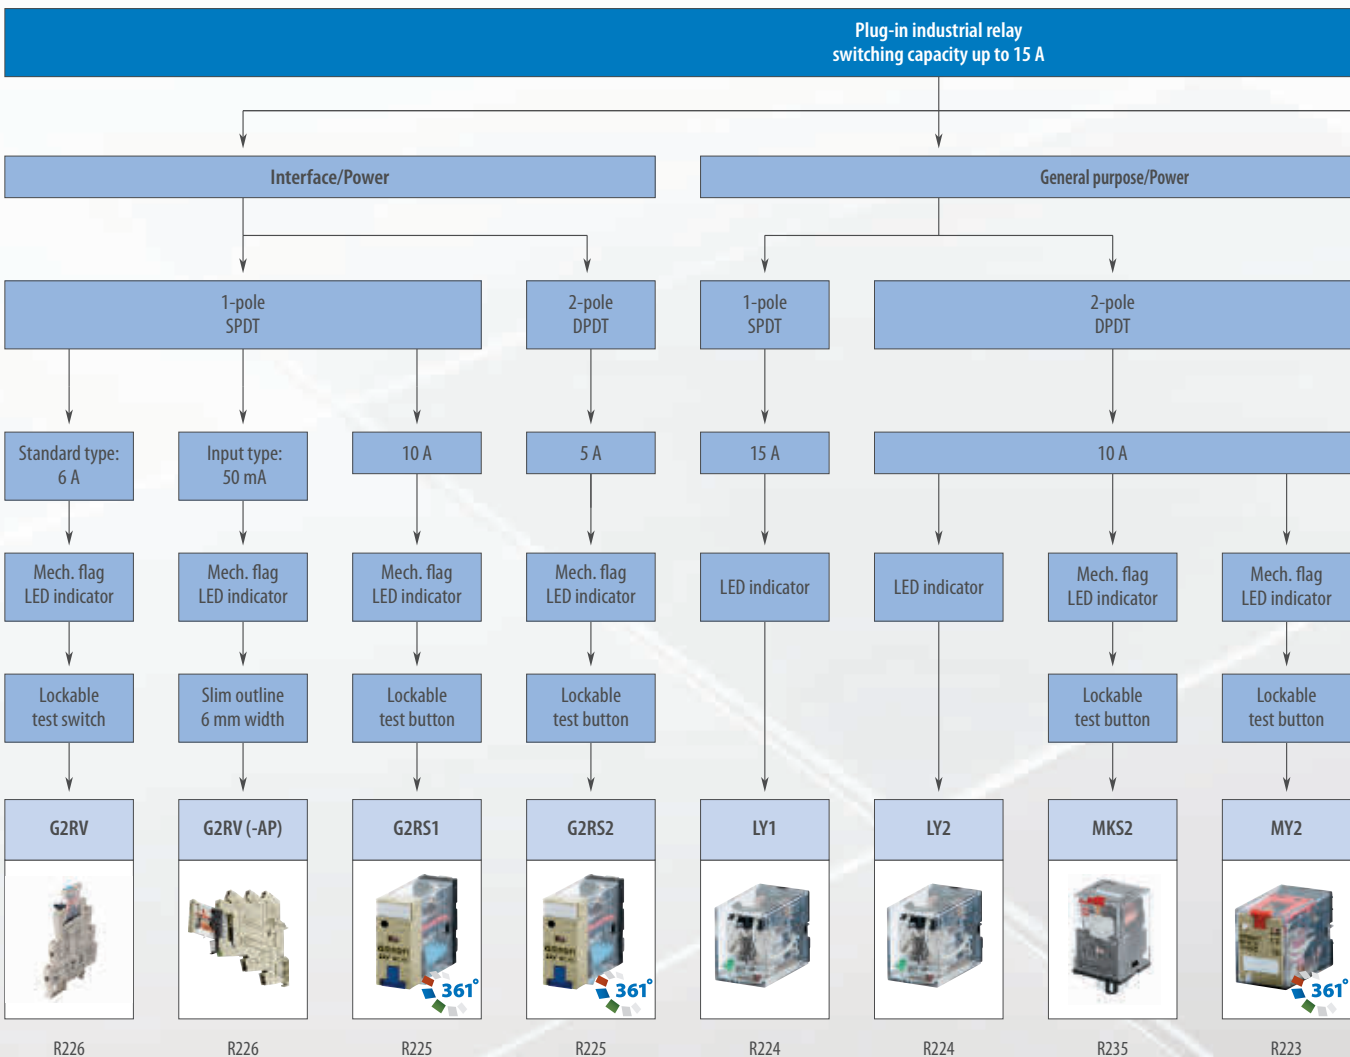 Plug-in industrial relay
switching capacity up to 15 A
Interface/Power
General purpose/Power
1-pole
SPDT
2-pole
DPDT
1-pole
SPDT
2-pole
DPDT
Standard type:
6 A
Input type:
50 mA
10 A
5 A
15 A
10 A
Mech. flag
LED indicator
Mech. flag
LED indicator
Mech. flag
LED indicator
Mech. flag
LED indicator
LED indicator
LED indicator
Mech. flag
LED indicator
Mech. flag
LED indicator
Lockable
test switch
Slim outline
6 mm width
Lockable
test button
Lockable
test button
Lockable
test button
Lockable
test button
G2RV
G2RV (-AP)
G2RS1
G2RS2
LY1
LY2
MKS2
MY2
361°
361°
361°
R226
R226
R225
R225
R224
R224
R235
R223